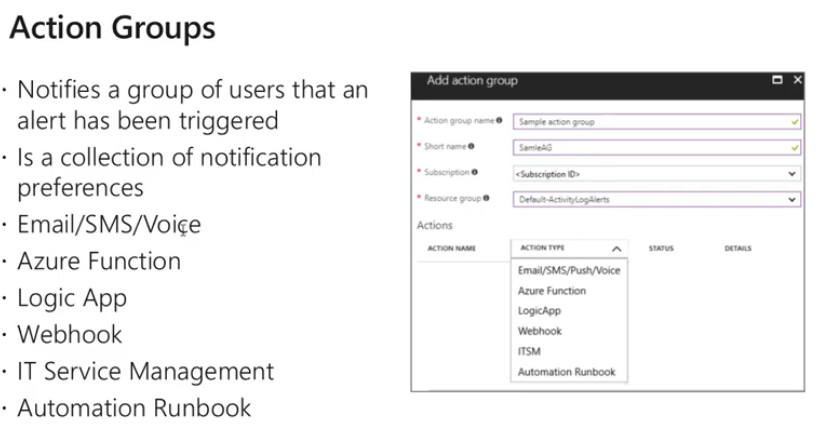 Action Groups
· Notifies a group of users that an
alert has been triggered
· Is a collection of notification
preferences
· Email/SMS/Voice
· Azure Function
· Logic App
· Webhook
· IT Service Management
· Automation Runbook
Add action group
* Action group name
Sample action group
* Short name
SamleAG
* Subscription
<Subscription ID>
* Resource group
Default-ActivityLogAlerts
Actions
ACTION NAME
ACTION TYPE
STATUS
DETAILS
Email/SMS/Push/Voice
Azure Function
LogicApp
Webhook
ITSM
Automation Runbook